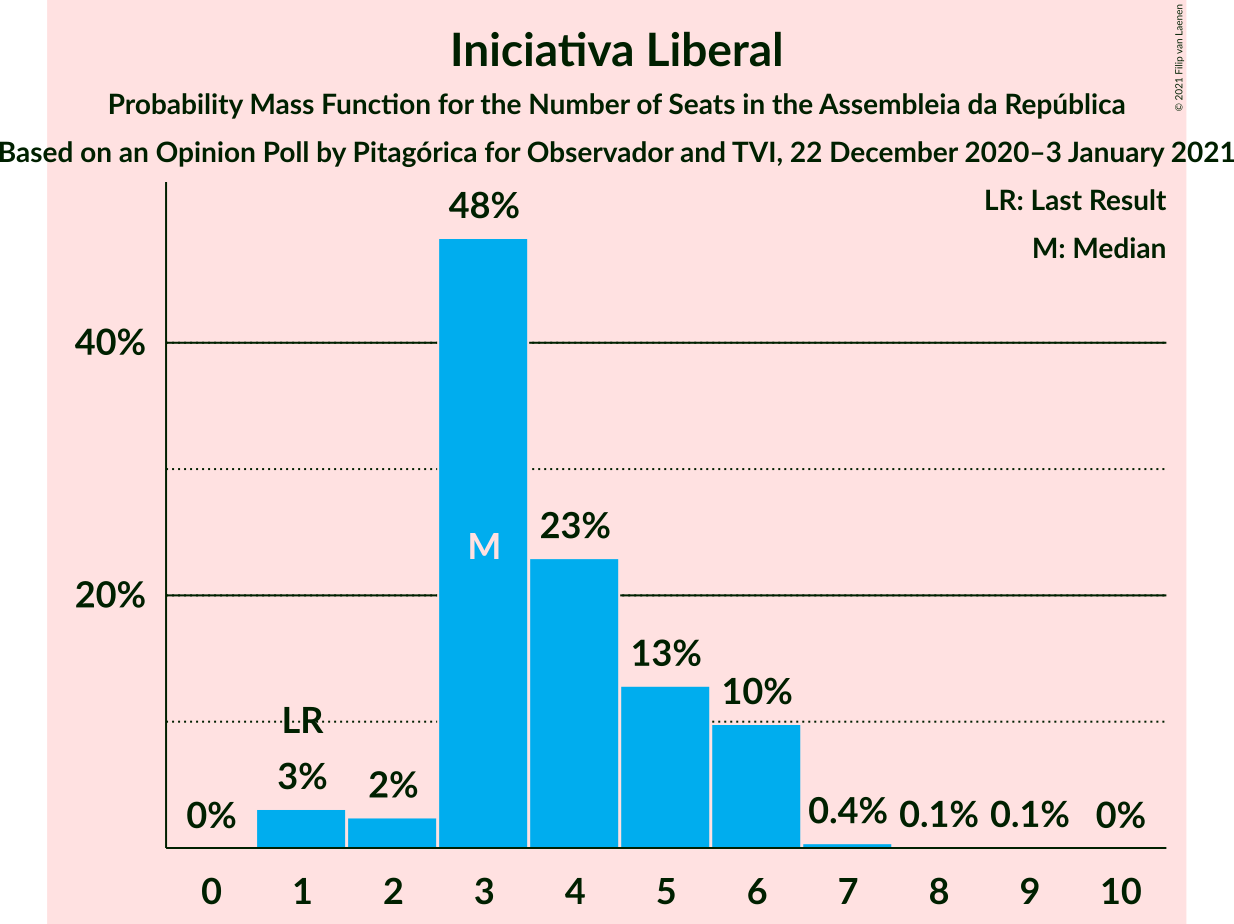 Iniciativa Liberal
Probability Mass Function for the Number of Seats in the Assembleia da República
Based on an Opinion Poll by Pitagórica for Observador and TVI, 22 December 2020–3 January 2021
© 2021 Filip van Laenen
LR: Last Result
M: Median
48%
40%
23%
M
20%
13%
10%
LR
3%
2%
0%
0.4%
0.1%
0.1%
0%
0 1 2 3 4 5 6 7 8 9 10